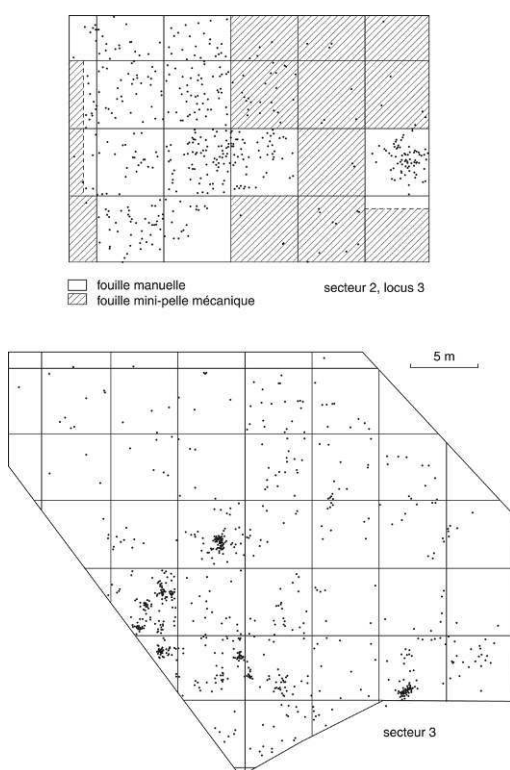 fouille manuelle
fouille mini-pelle mécanique
secteur 2, locus 3
5 m
secteur 3